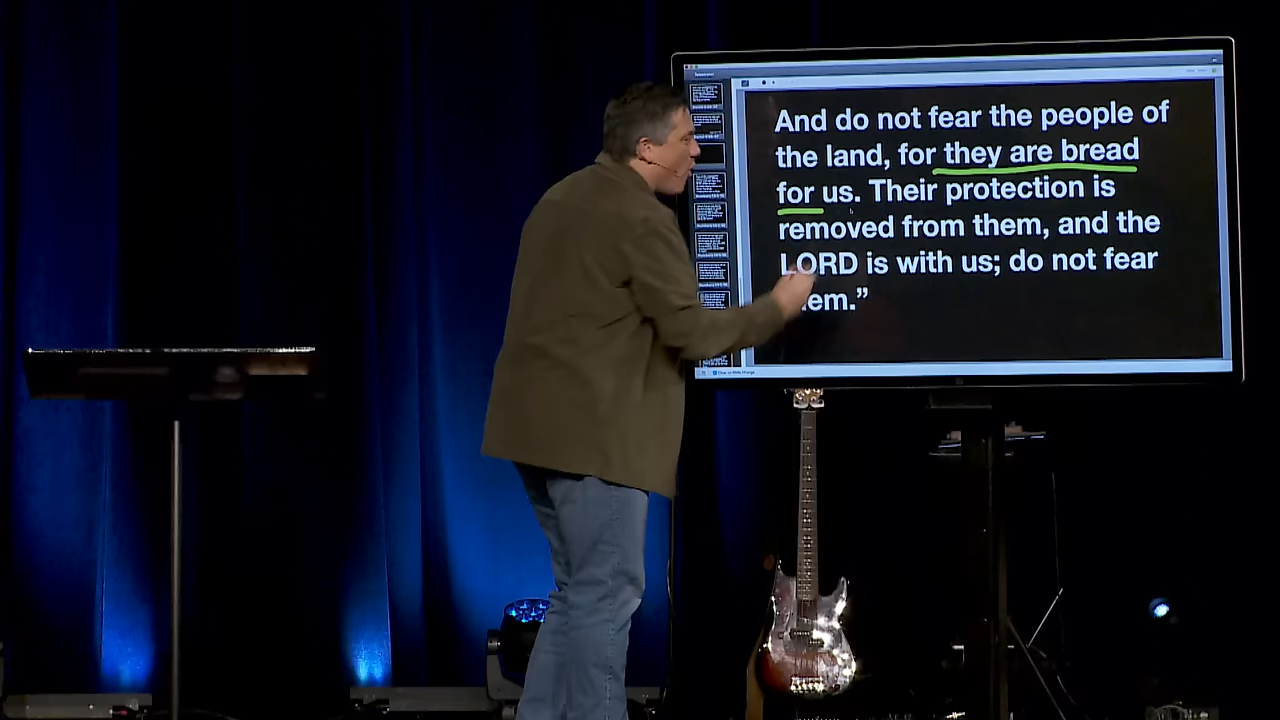 And do not fear the people of
the land, for they are bread
for us. Their protection is
removed from them, and the
LORD is with us; do not fear
em.”